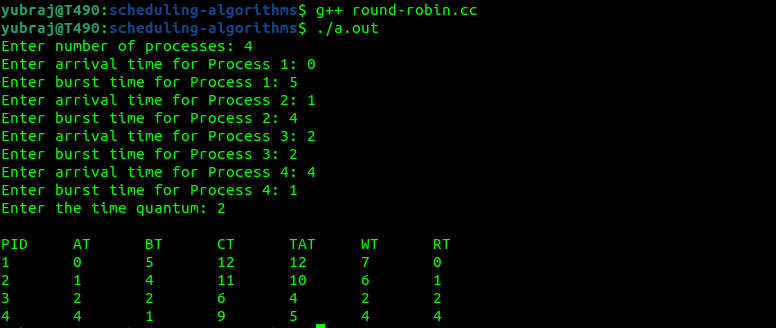 yubraj@T490:scheduling-algorithms$ g++ round-robin.cc
yubraj@T490:scheduling-algorithms$ ./a.out
Enter number of processes: 4
Enter arrival time for Process 1: 0
Enter burst time for Process 1: 5
Enter arrival time for Process 2: 1
Enter burst time for Process 2: 4
Enter arrival time for Process 3: 2
Enter burst time for Process 3: 2
Enter arrival time for Process 4: 4
Enter burst time for Process 4: 1
Enter the time quantum: 2
PID AT BT CT TAT WT RT
1 0 5 12 12 7 0
2 1 4 11 10 6 1
3 2 2 6 4 2 2
4 4 1 9 5 4 4